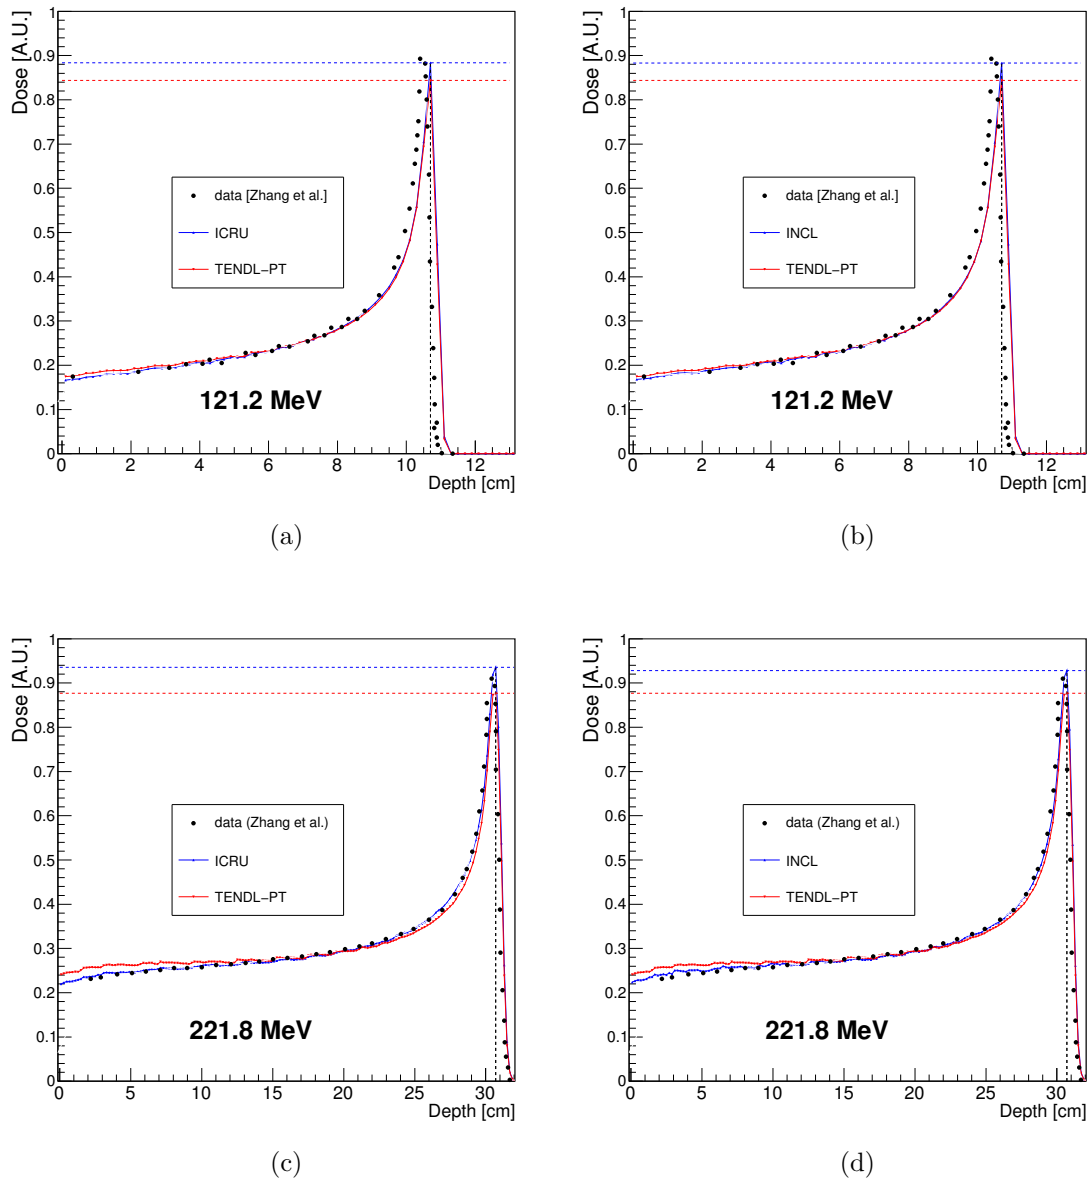 Dose [A.U.]
1
0.9
0.8
0.7
0.6
0.5
0.4
0.3
0.2
0.1
0
data [Zhang et al.]
ICRU
TENDL-PT
121.2 MeV
0 2 4 6 8 10 12
Depth [cm]
(a)
Dose [A.U.]
1
0.9
0.8
0.7
0.6
0.5
0.4
0.3
0.2
0.1
0
data [Zhang et al.]
INCL
TENDL-PT
121.2 MeV
0 2 4 6 8 10 12
Depth [cm]
(b)
Dose [A.U.]
1
0.9
0.8
0.7
0.6
0.5
0.4
0.3
0.2
0.1
0
data (Zhang et al.)
ICRU
TENDL-PT
221.8 MeV
0 5 10 15 20 25 30
Depth [cm]
(c)
Dose [A.U.]
1
0.9
0.8
0.7
0.6
0.5
0.4
0.3
0.2
0.1
0
data (Zhang et al.)
INCL
TENDL-PT
221.8 MeV
0 5 10 15 20 25 30
Depth [cm]
(d)